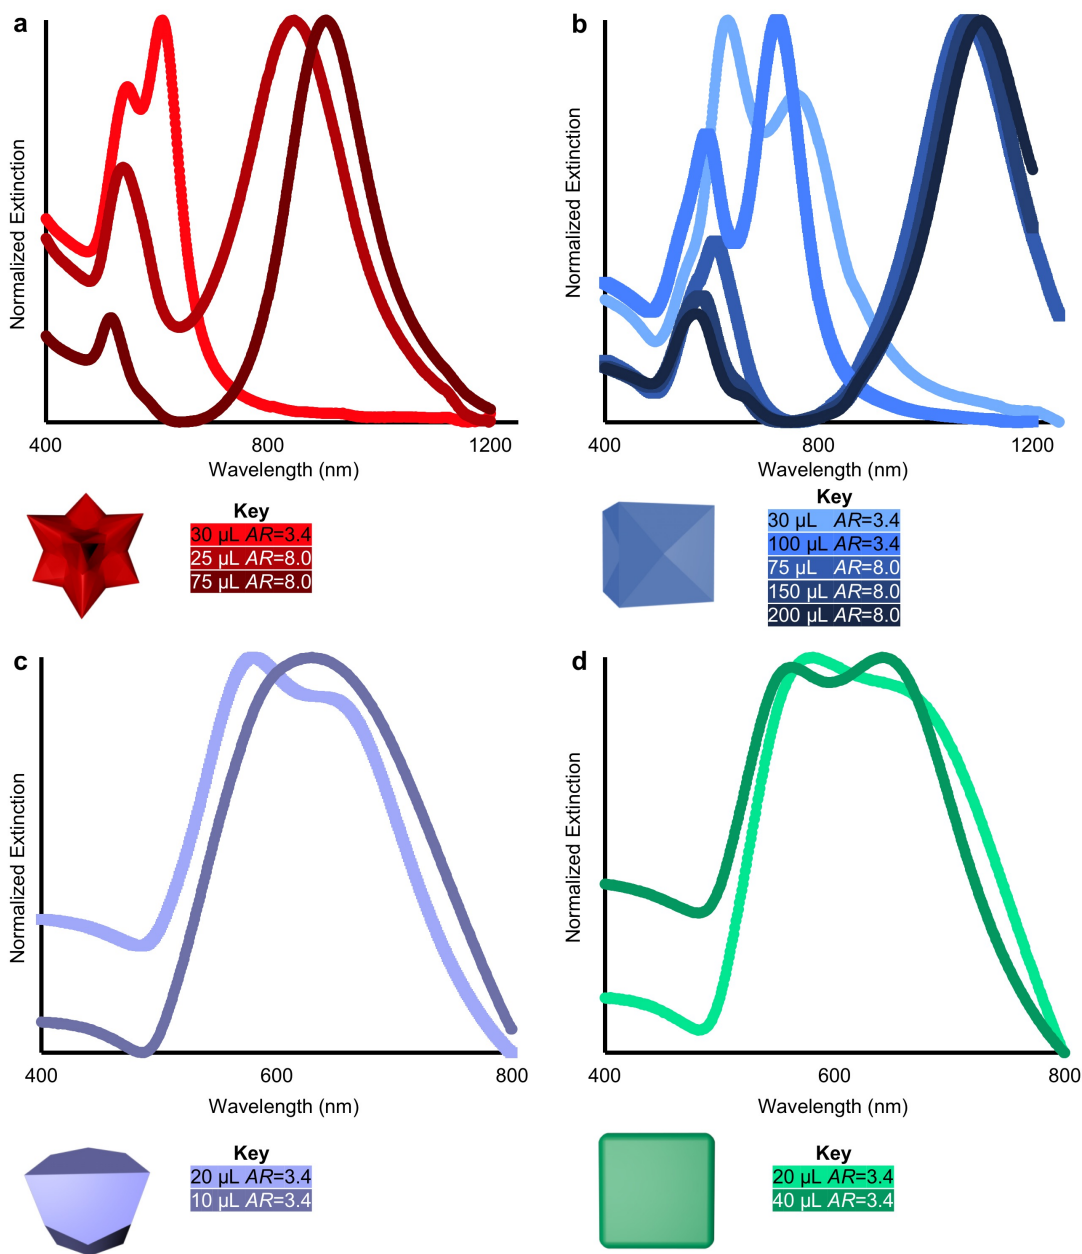 a
Normalized Extinction
400
800
1200
Wavelength (nm)
Key
30 µL AR=3.4
25 µL AR=8.0
75 µL AR=8.0
b
Normalized Extinction
400
800
1200
Wavelength (nm)
Key
30 µL AR=3.4
100 µL AR=3.4
75 µL AR=8.0
150 µL AR=8.0
200 µL AR=8.0
c
Normalized Extinction
400
600
800
Wavelength (nm)
Key
20 µL AR=3.4
10 µL AR=3.4
d
Normalized Extinction
400
600
800
Wavelength (nm)
Key
20 µL AR=3.4
40 µL AR=3.4